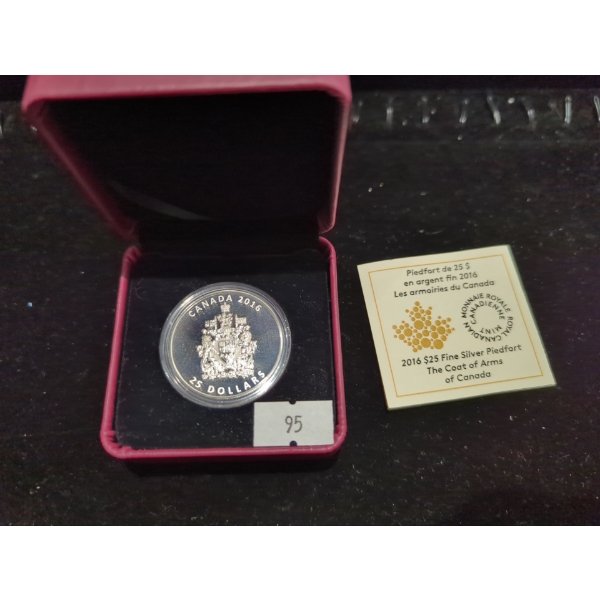 CANADA 2016
25 DOLLARS
95
Piedfort de 25 $
en argent fin 2016
Les armoiries du Canada
MONNAIE ROYALE CANADIENNE
ROYAL CANADIAN MINT
2016 $25 Fine Silver Piedfort
The Coat of Arms
of Canada